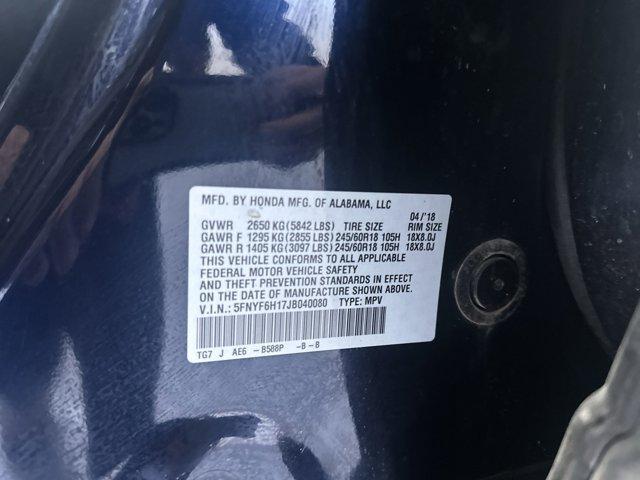 MFD. BY HONDA MFG. OF ALABAMA, LLC 04/'18
GVWR 2650 KG (5842 LBS) TIRE SIZE RIM SIZE
GAWR F 1295 KG (2855 LBS) 245/60R18 105H 18X8.0J
GAWR R 1405 KG (3097 LBS) 245/60R18 105H 18X8.0J
THIS VEHICLE CONFORMS TO ALL APPLICABLE
FEDERAL MOTOR VEHICLE SAFETY
AND THEFT PREVENTION STANDARDS IN EFFECT
ON THE DATE OF MANUFACTURE SHOWN ABOVE.
V.I.N.: 5FNYF6H17JB040080 TYPE: MPV
TG7 J AE6 -B588P -B-B